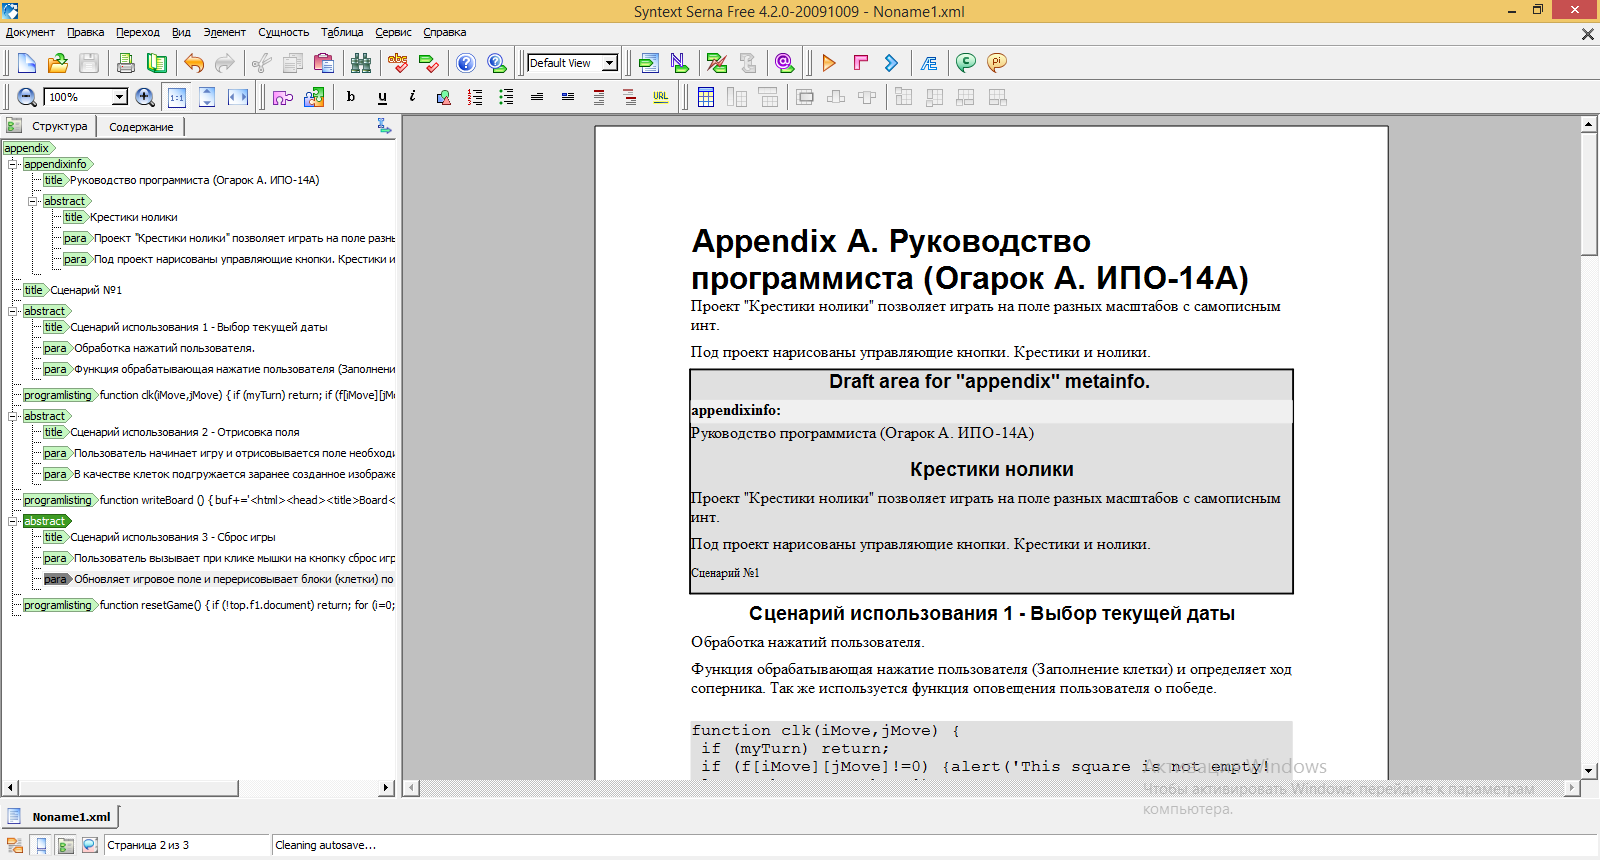 Syntext Serna Free 4.2.0-20091009 - Noname1.xml
Документ Правка Переход Вид Элемент Сущность Таблица Сервис Справка
abc Default View N Æ C pi
100% 1:1 b u i URL
Структура Содержание
appendix
appendixinfo
title Руководство программиста (Огарок А. ИПО-14А)
abstract
title Крестики нолики
para Проект "Крестики нолики" позволяет играть на поле разнь
para Под проект нарисованы управляющие кнопки. Крестики и
title Сценарий №1
abstract
title Сценарий использования 1 - Выбор текущей даты
para Обработка нажатий пользователя.
para Функция обрабатывающая нажатие пользователя (Заполнени
programlisting function clk(iMove,jMove) { if (myTurn) return; if (f[iMove][jMo
abstract
title Сценарий использования 2 - Отрисовка поля
para Пользователь начинает игру и отрисовывается поле необходи
para В качестве клеток подгружается заранее созданное изображе
programlisting function writeBoard () { buf+='<html><head><title>Board<
abstract
title Сценарий использования 3 - Сброс игры
para Пользователь вызывает при клике мышки на кнопку сброс игр
para Обновляет игровое поле и перерисовывает блоки (клетки) по
programlisting function resetGame() { if (!top.f1.document) return; for (i=0;
Appendix A. Руководство
программиста (Огарок А. ИПО-14А)
Проект "Крестики нолики" позволяет играть на поле разных масштабов с самописным
инт.
Под проект нарисованы управляющие кнопки. Крестики и нолики.
Draft area for "appendix" metainfo.
appendixinfo:
Руководство программиста (Огарок А. ИПО-14А)
Крестики нолики
Проект "Крестики нолики" позволяет играть на поле разных масштабов с самописным
инт.
Под проект нарисованы управляющие кнопки. Крестики и нолики.
Сценарий №1
Сценарий использования 1 - Выбор текущей даты
Обработка нажатий пользователя.
Функция обрабатывающая нажатие пользователя (Заполнение клетки) и определяет ход
соперника. Так же используется функция оповещения пользователя о победе.
function clk(iMove,jMove) {
if (myTurn) return;
if (f[iMove][jMove]!=0) {alert('This square is not empty!
Активация Windows
Чтобы активировать Windows, перейдите к параметрам
компьютера.
Noname1.xml
Страница 2 из 3 Cleaning autosave...